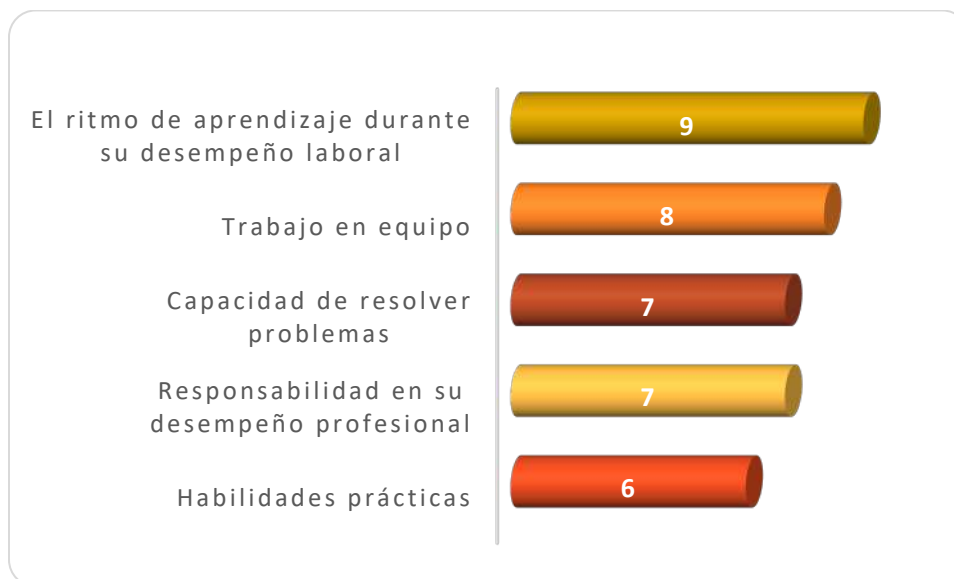 El ritmo de aprendizaje durante
su desempeño laboral
9
Trabajo en equipo
8
Capacidad de resolver
problemas
7
Responsabilidad en su
desempeño profesional
7
Habilidades prácticas
6